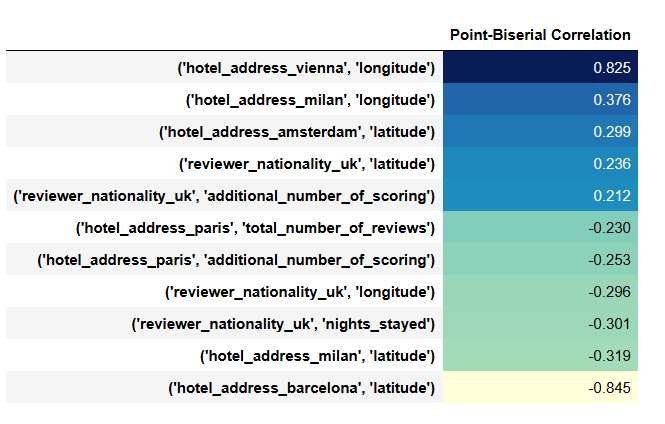 Point-Biserial Correlation
('hotel_address_vienna', 'longitude') 0.825
('hotel_address_milan', 'longitude') 0.376
('hotel_address_amsterdam', 'latitude') 0.299
('reviewer_nationality_uk', 'latitude') 0.236
('reviewer_nationality_uk', 'additional_number_of_scoring') 0.212
('hotel_address_paris', 'total_number_of_reviews') -0.230
('hotel_address_paris', 'additional_number_of_scoring') -0.253
('reviewer_nationality_uk', 'longitude') -0.296
('reviewer_nationality_uk', 'nights_stayed') -0.301
('hotel_address_milan', 'latitude') -0.319
('hotel_address_barcelona', 'latitude') -0.845